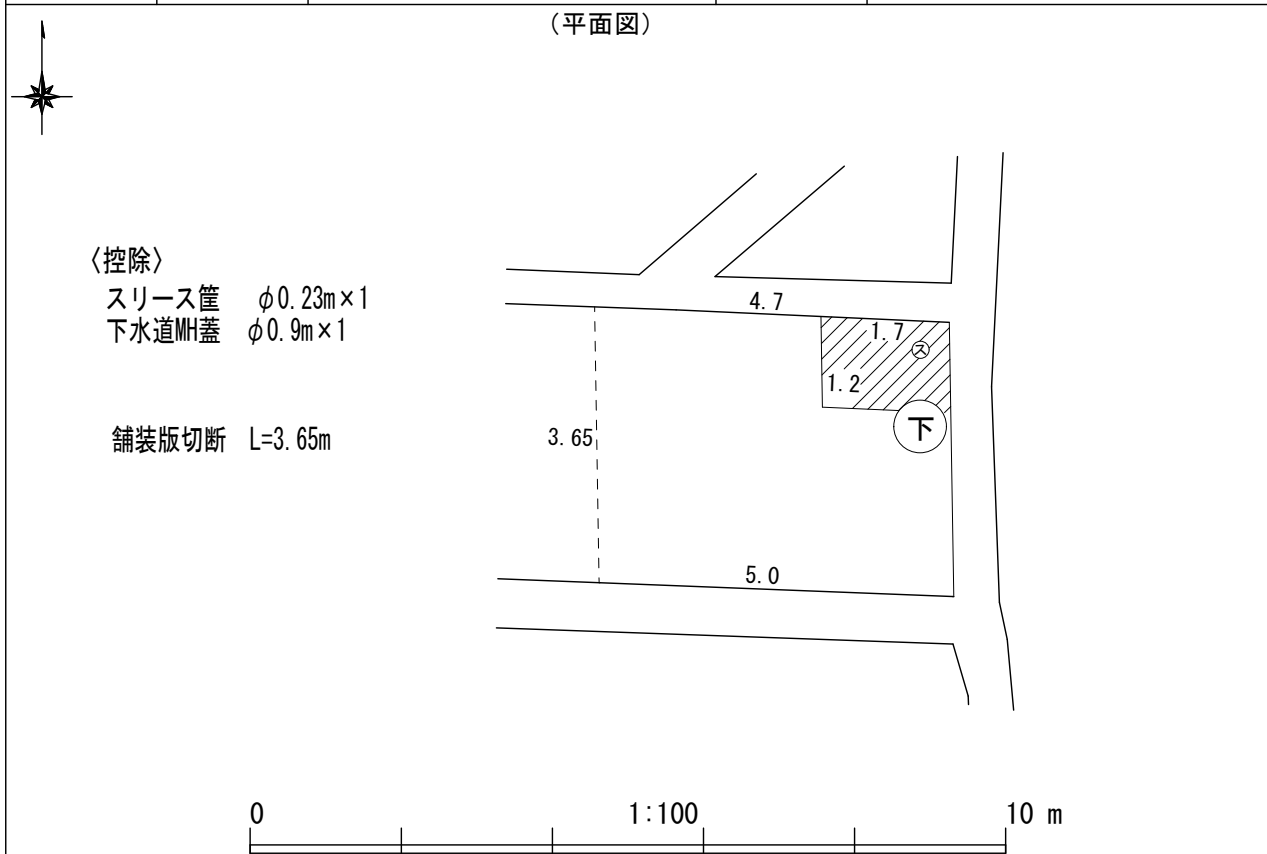 (平面図)
〈控除〉
スリース筐 φ0.23m×1
下水道MH蓋 φ0.9m×1
舗装版切断 L=3.65m
4.7
1.7
ス
1.2
下
3.65
5.0
0 1:100 10 m